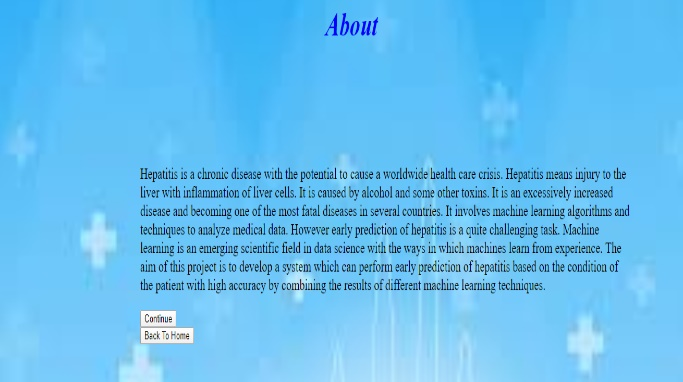 About
Hepatitis is a chronic disease with the potential to cause a worldwide health care crisis. Hepatitis means injury to the
liver with inflammation of liver cells. It is caused by alcohol and some other toxins. It is an excessively increased
disease and becoming one of the most fatal diseases in several countries. It involves machine learning algorithms and
techniques to analyze medical data. However early prediction of hepatitis is a quite challenging task. Machine
learning is an emerging scientific field in data science with the ways in which machines learn from experience. The
aim of this project is to develop a system which can perform early prediction of hepatitis based on the condition of
the patient with high accuracy by combining the results of different machine learning techniques.
Continue
Back To Home